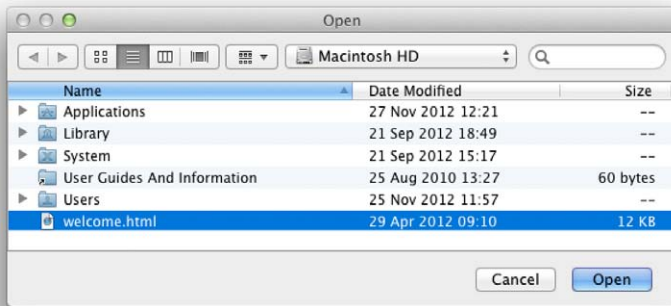 Open
Macintosh HD
Name Date Modified Size
Applications 27 Nov 2012 12:21 --
Library 21 Sep 2012 18:49 --
System 21 Sep 2012 15:17 --
User Guides And Information 25 Aug 2010 13:27 60 bytes
Users 25 Nov 2012 11:57 --
welcome.html 29 Apr 2012 09:10 12 KB
Cancel Open